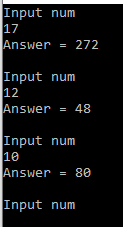 Input num
17
Answer = 272
Input num
12
Answer = 48
Input num
10
Answer = 80
Input num